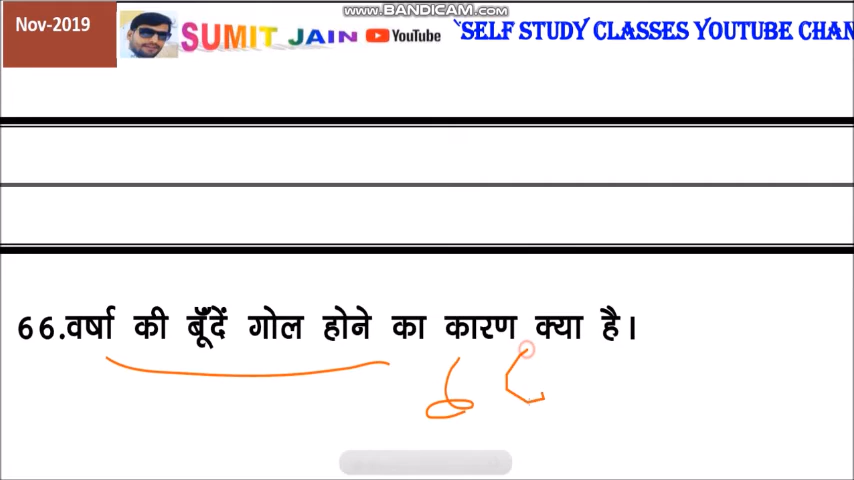 www.BANDICAM.com
Nov-2019
SUMIT JAIN YouTube
SELF STUDY CLASSES YOUTUBE CHAN
66.वर्षा की बूँदें गोल होने का कारण क्या है।